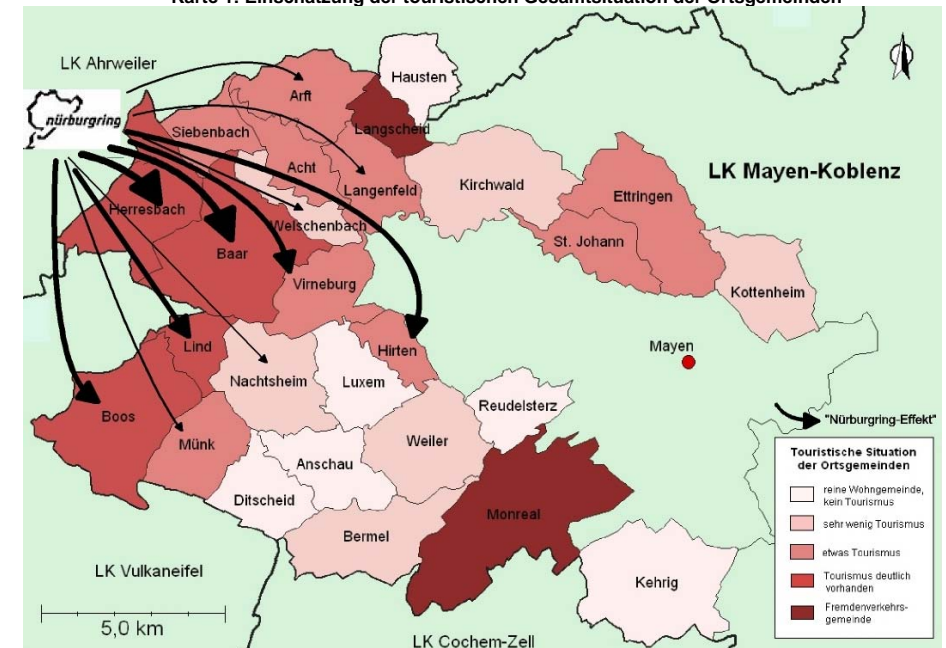 Karte 1: Einschätzung der touristischen Gesamtsituation der Ortsgemeinden
LK Ahrweiler
Hausten
nürburgring
Arft
Siebenbach
Langscheid
Acht
Langenfeld
Kirchwald
LK Mayen-Koblenz
Ettringen
Herresbach
Welschenbach
St. Johann
Baar
Virneburg
Kottenheim
Lind
Hirten
Mayen
Nachtsheim
Luxem
Reudelsterz
Boos
"Nürburgring-Effekt"
Münk
Weiler
Anschau
Ditscheid
Monreal
Bermel
Touristische Situation
der Ortsgemeinden
reine Wohngemeinde,
kein Tourismus
sehr wenig Tourismus
etwas Tourismus
Tourismus deutlich
vorhanden
Fremdenverkehrs-
gemeinde
LK Vulkaneifel
Kehrig
5,0 km
LK Cochem-Zell